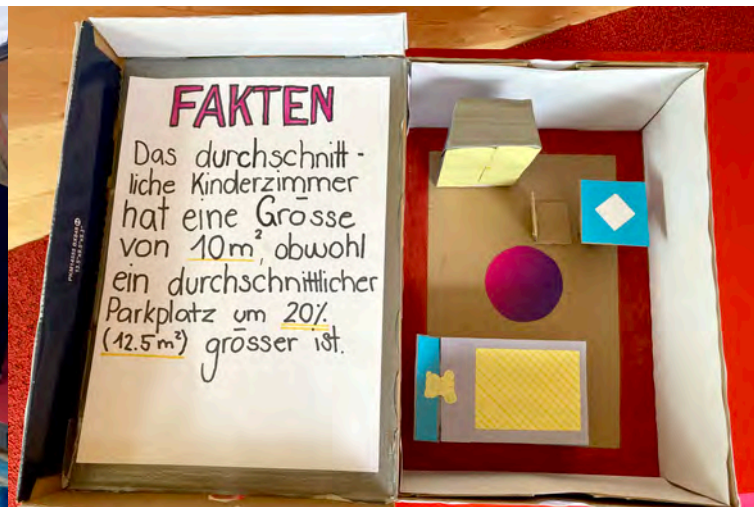 FAKTEN
Das durchschnitt-
liche Kinderzimmer
hat eine Grösse
von 10m², obwohl
ein durchschnittlicher
Parkplatz um 20%
(12.5m²) grösser ist.